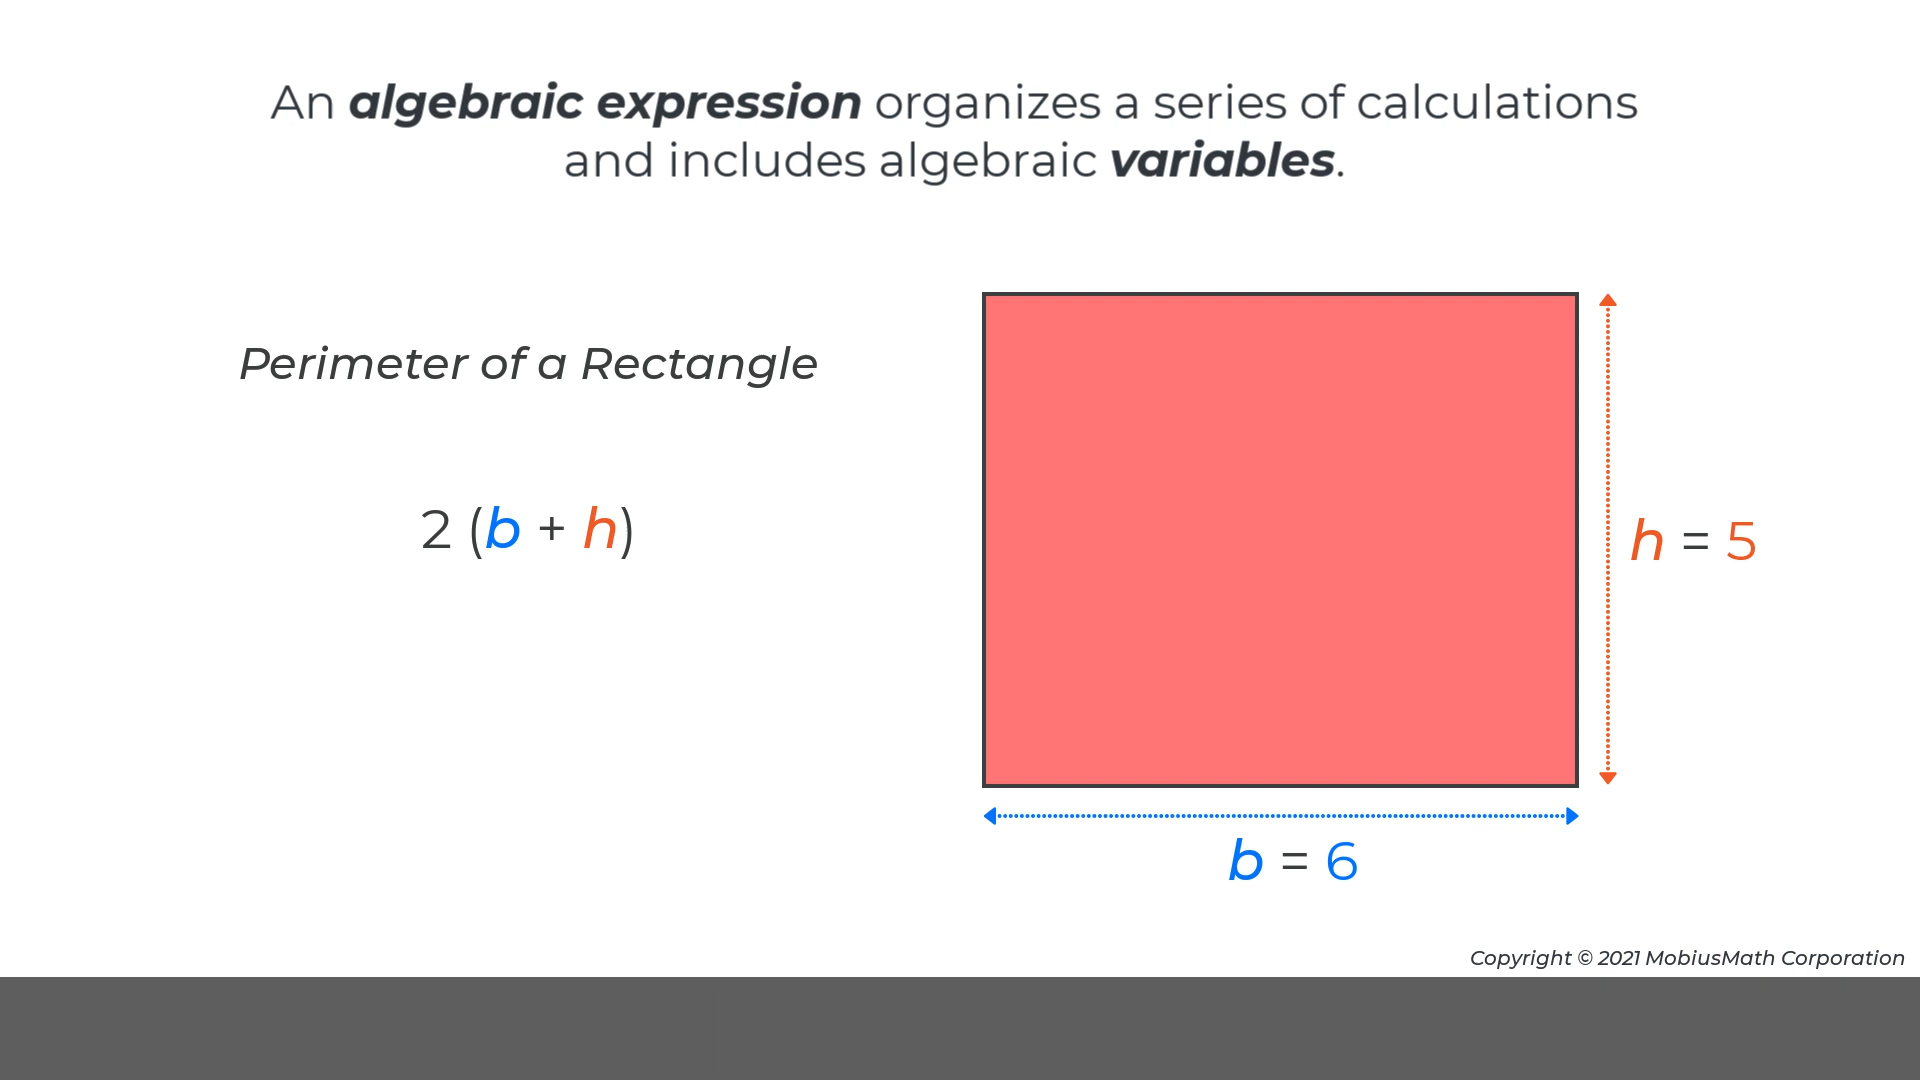 An algebraic expression organizes a series of calculations
and includes algebraic variables.
Perimeter of a Rectangle
2 (b + h)
h = 5
b = 6
Copyright © 2021 MobiusMath Corporation